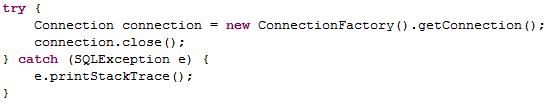 try {
    Connection connection = new ConnectionFactory().getConnection();
    connection.close();
} catch (SQLException e) {
    e.printStackTrace();
}